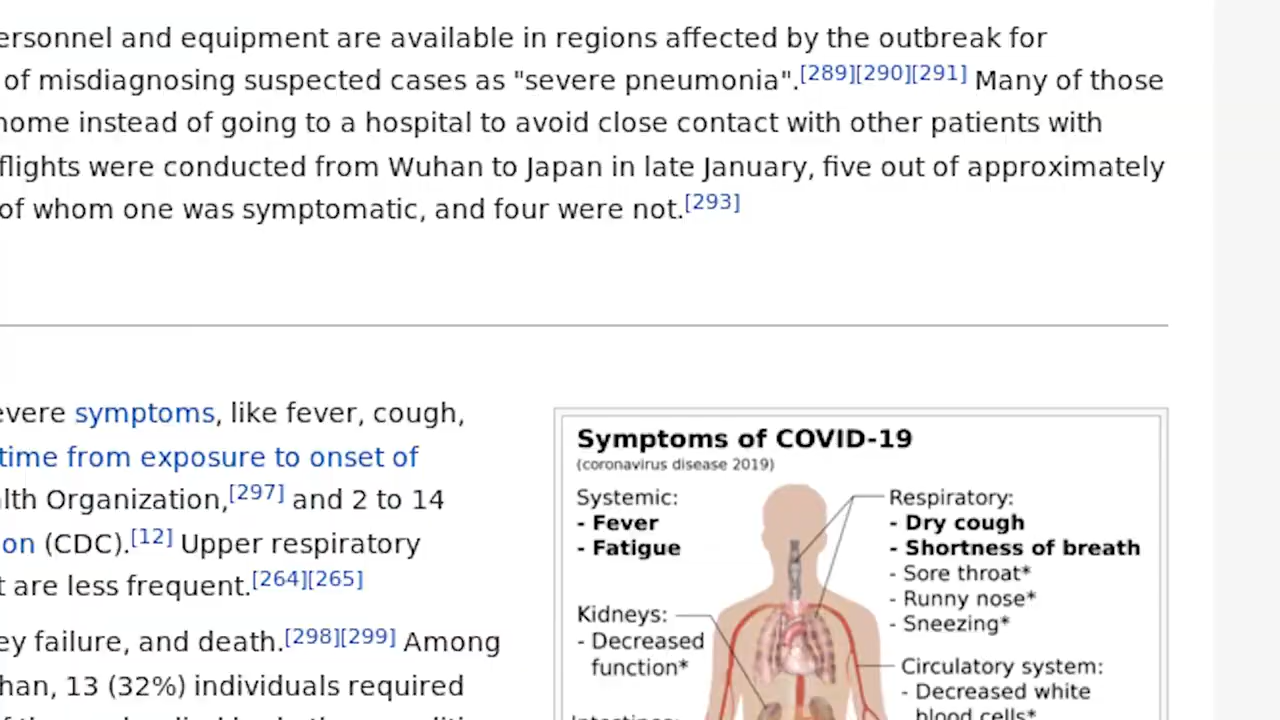 ersonnel and equipment are available in regions affected by the outbreak for
of misdiagnosing suspected cases as "severe pneumonia".[289][290][291] Many of those
home instead of going to a hospital to avoid close contact with other patients with
flights were conducted from Wuhan to Japan in late January, five out of approximately
of whom one was symptomatic, and four were not.[293]
evere symptoms, like fever, cough,
time from exposure to onset of
lth Organization,[297] and 2 to 14
on (CDC).[12] Upper respiratory
t are less frequent.[264][265]
ey failure, and death.[298][299] Among
han, 13 (32%) individuals required
Symptoms of COVID-19
(coronavirus disease 2019)
Systemic:
- Fever
- Fatigue
Kidneys:
- Decreased
function*
Respiratory:
- Dry cough
- Shortness of breath
- Sore throat*
- Runny nose*
- Sneezing*
Circulatory system:
- Decreased white
blood cells*